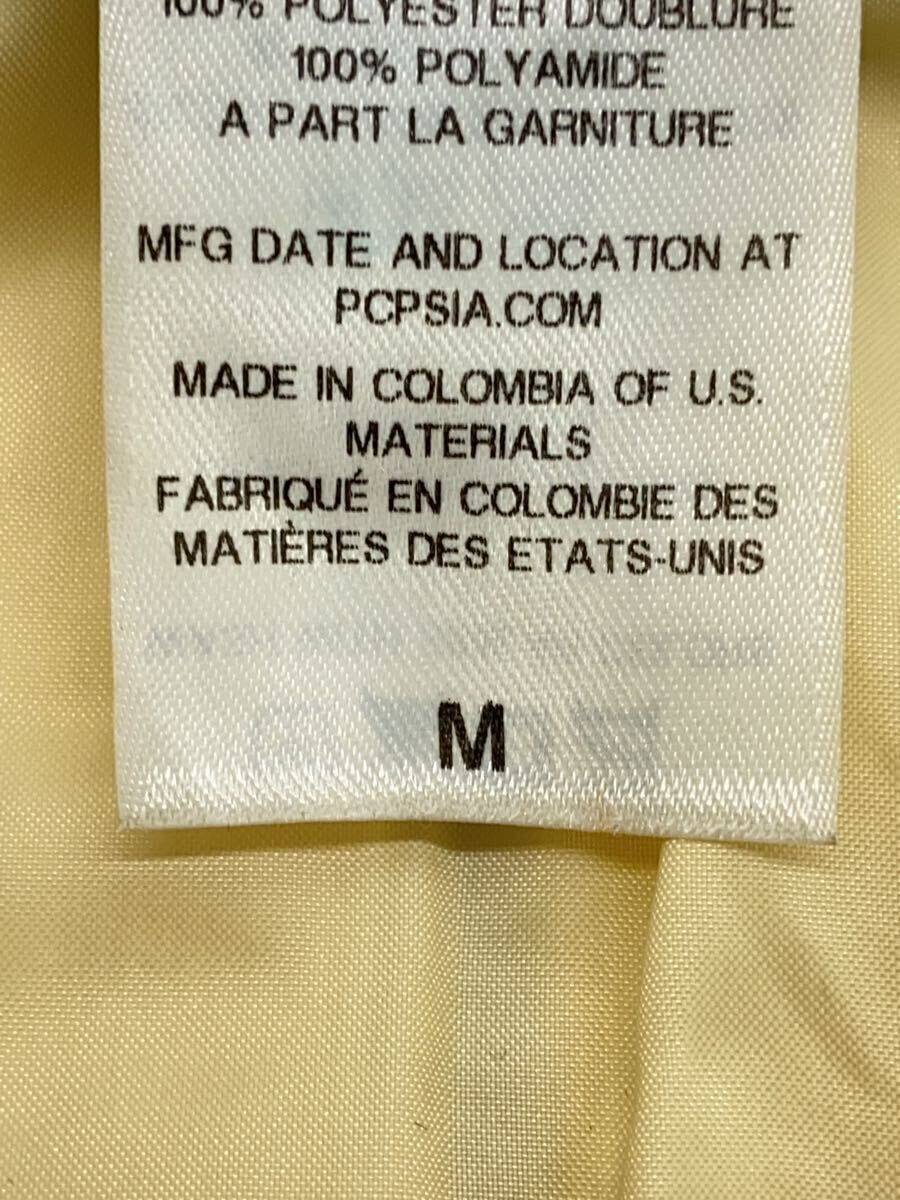 100% POLYESTER DOUBLURE
100% POLYAMIDE
A PART LA GARNITURE
MFG DATE AND LOCATION AT
PCPSIA.COM
MADE IN COLOMBIA OF U.S.
MATERIALS
FABRIQUÉ EN COLOMBIE DES
MATIÈRES DES ETATS-UNIS
M